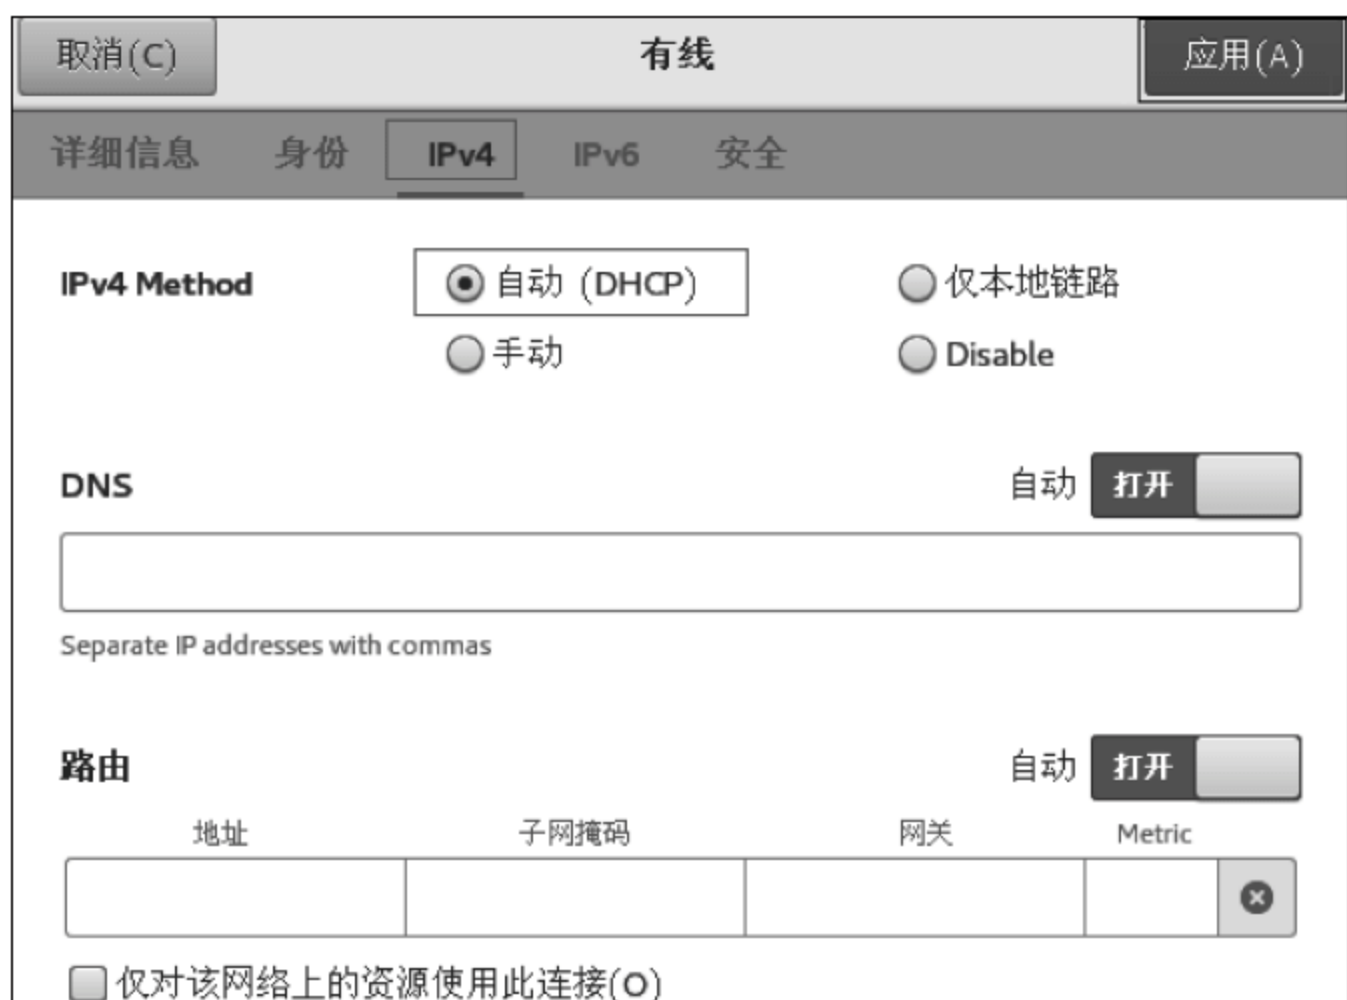 取消(C) 有线 应用(A)
详细信息 身份 IPv4 IPv6 安全
IPv4 Method 自动 (DHCP) 仅本地链路
手动 Disable
DNS 自动 打开
Separate IP addresses with commas
路由 自动 打开
地址 子网掩码 网关 Metric
仅对该网络上的资源使用此连接(O)